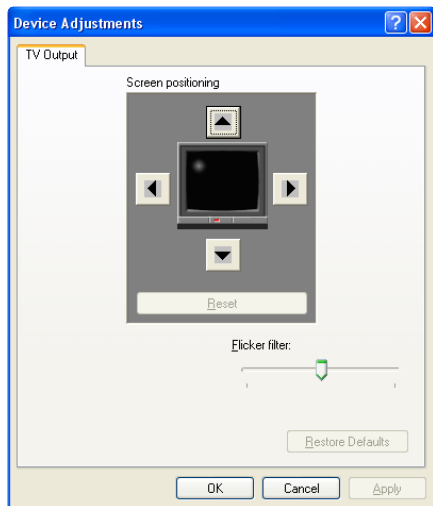 Device Adjustments
TV Output
Screen positioning
Reset
Flicker filter:
Restore Defaults
OK Cancel Apply